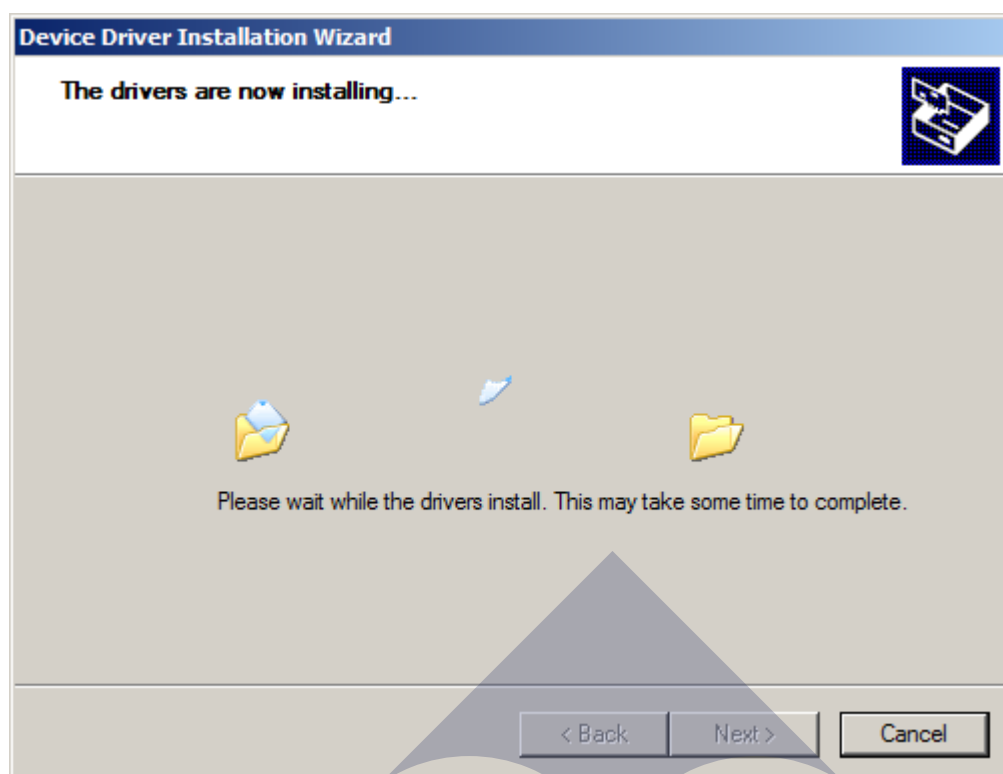 Device Driver Installation Wizard
The drivers are now installing...
Please wait while the drivers install. This may take some time to complete.
< Back
Next >
Cancel